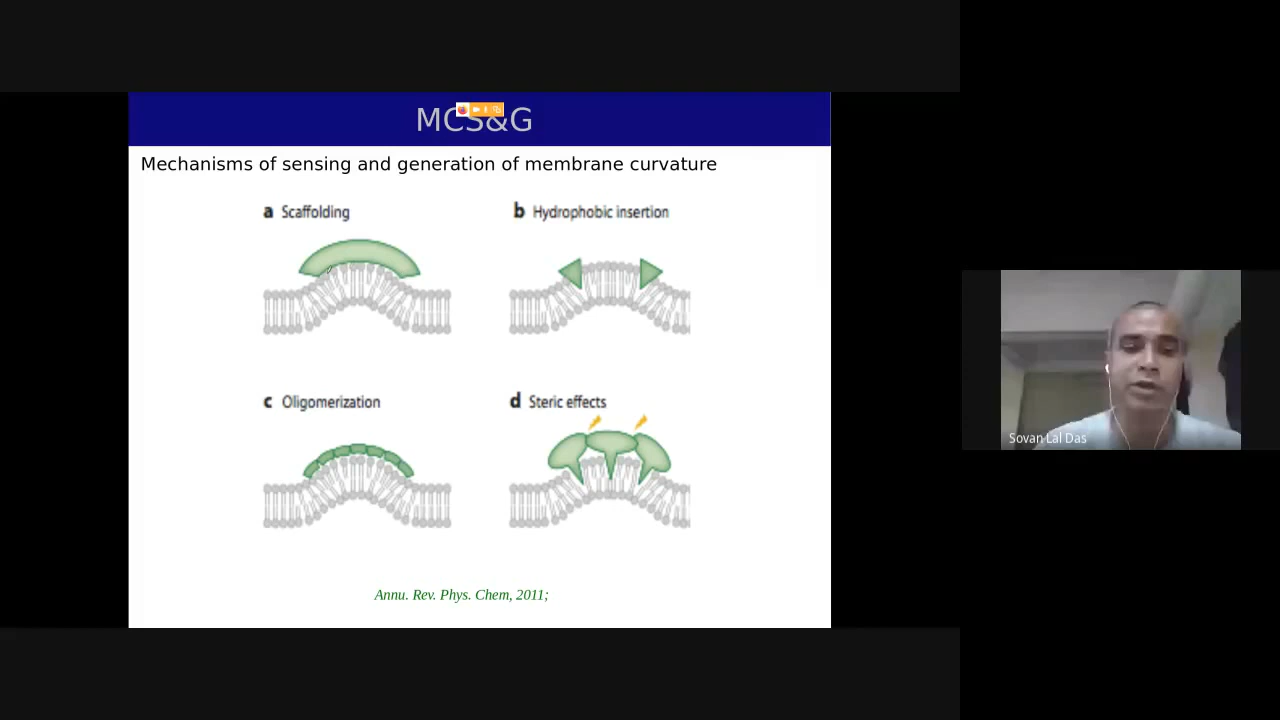 MCS&G
Mechanisms of sensing and generation of membrane curvature
a Scaffolding
b Hydrophobic insertion
c Oligomerization
d Steric effects
Annu. Rev. Phys. Chem, 2011;
Sovan Lal Das